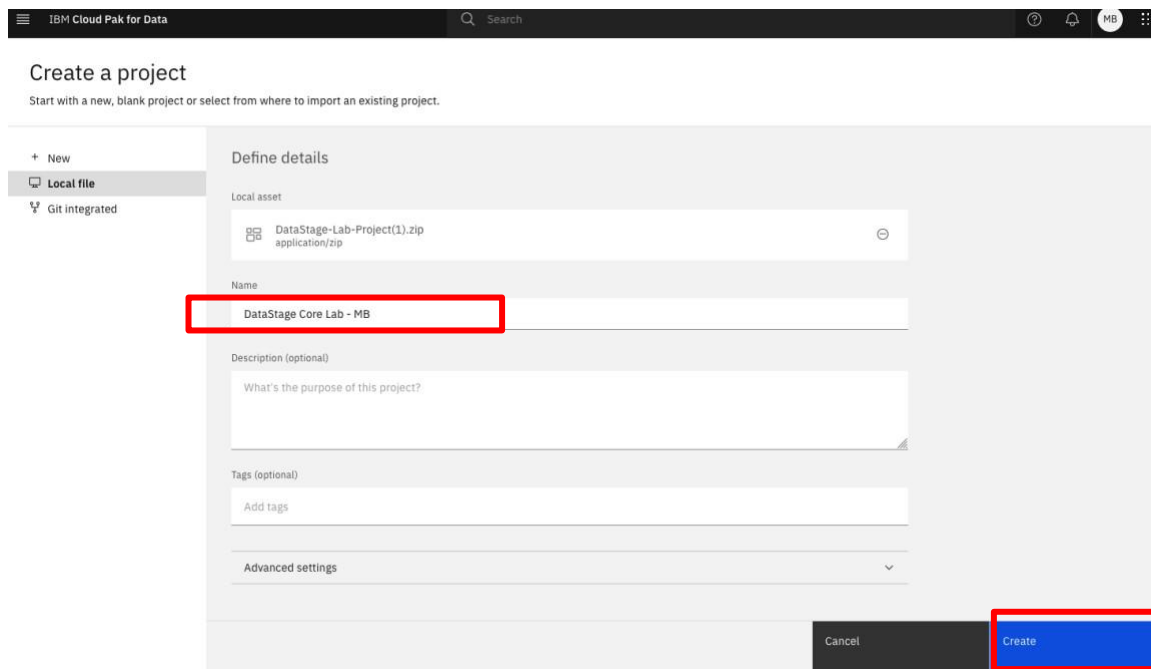 IBM Cloud Pak for Data
Search
MB
Create a project
Start with a new, blank project or select from where to import an existing project.
+ New
Local file
Git integrated
Define details
Local asset
DataStage-Lab-Project(1).zip
application/zip
Name
DataStage Core Lab - MB
Description (optional)
What's the purpose of this project?
Tags (optional)
Add tags
Advanced settings
Cancel
Create